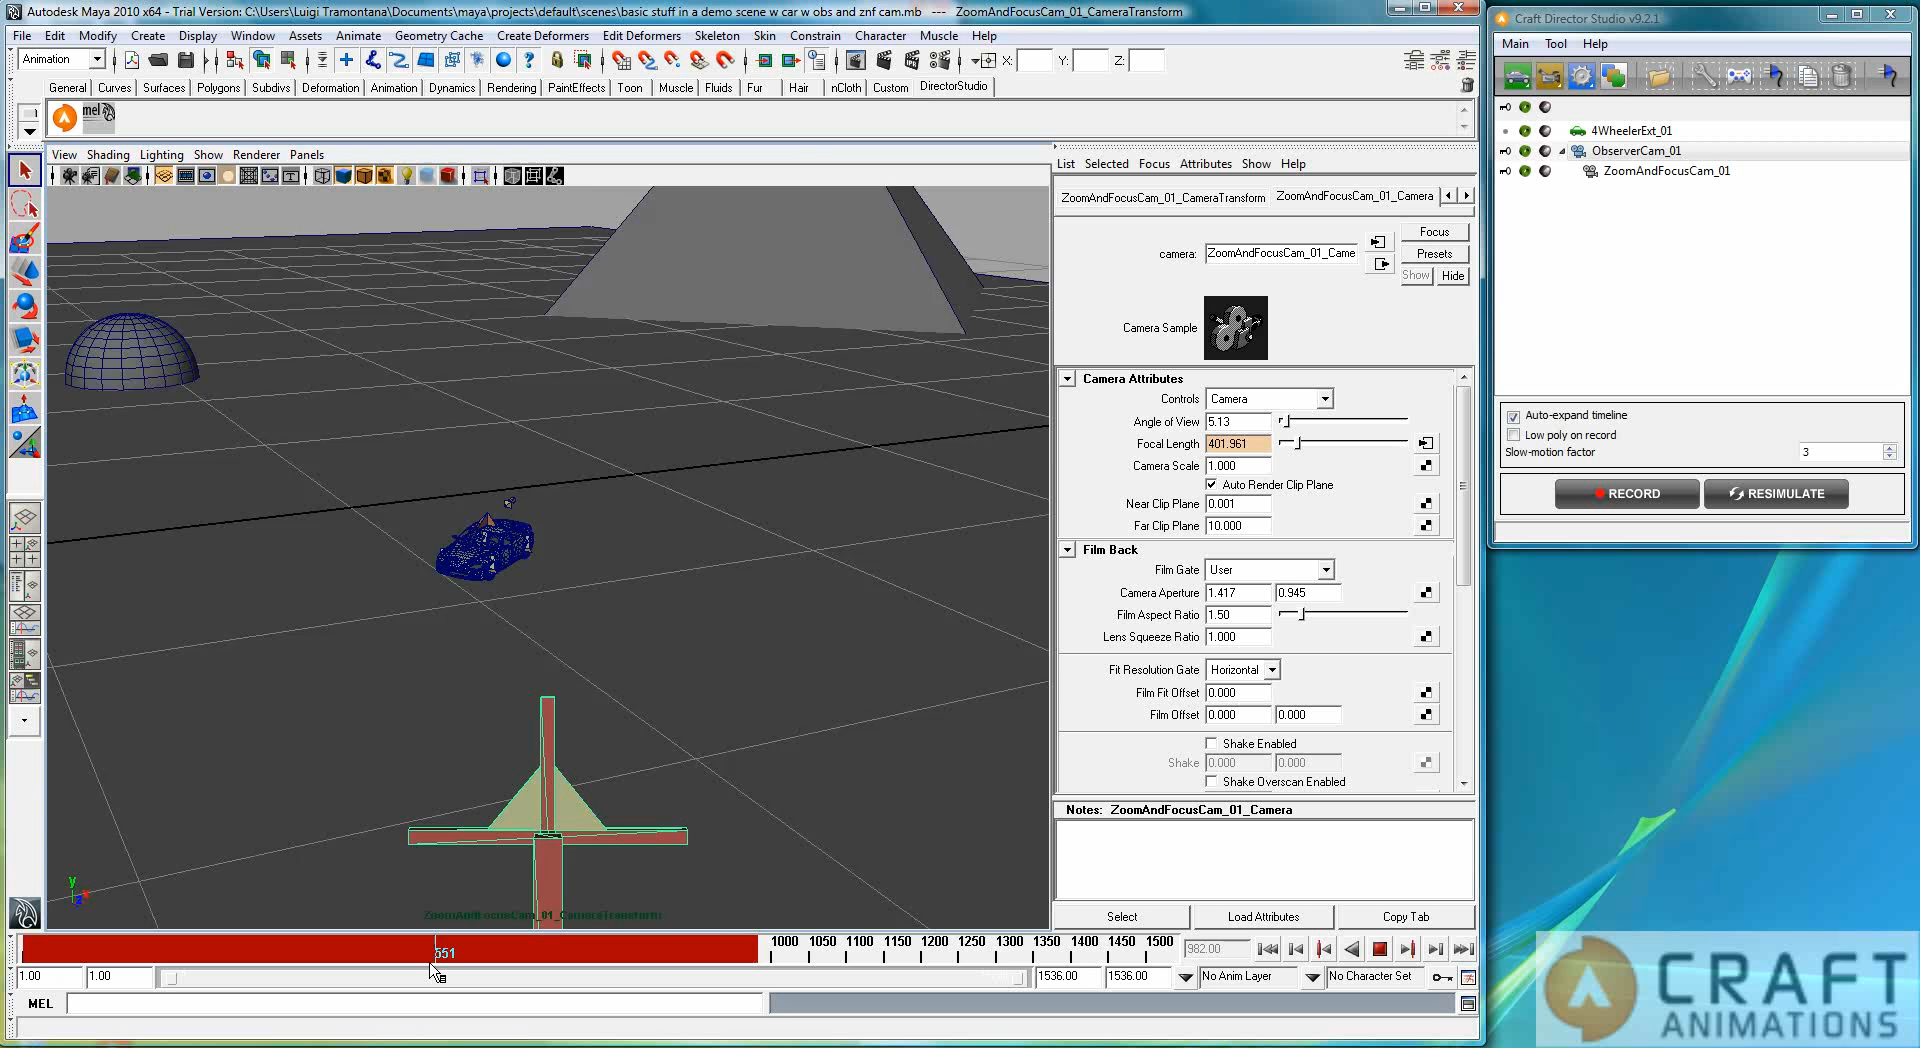 Autodesk Maya 2010 x64 - Trial Version: C:\Users\Luigi Tramontana\Documents\maya\projects\default\scenes\basic stuff in a demo scene w car w obs and znf cam.mb --- ZoomAndFocusCam_01_CameraTransform
File Edit Modify Create Display Window Assets Animate Geometry Cache Create Deformers Edit Deformers Skeleton Skin Constrain Character Muscle Help
Animation X: Y: Z:
General Curves Surfaces Polygons Subdivs Deformation Animation Dynamics Rendering PaintEffects Toon Muscle Fluids Fur Hair nCloth Custom DirectorStudio
mel
View Shading Lighting Show Renderer Panels
List Selected Focus Attributes Show Help
ZoomAndFocusCam_01_CameraTransform ZoomAndFocusCam_01_Camera
camera: ZoomAndFocusCam_01_Came
Focus
Presets
Show Hide
Camera Sample
Camera Attributes
Controls Camera
Angle of View 5.13
Focal Length 401.961
Camera Scale 1.000
Auto Render Clip Plane
Near Clip Plane 0.001
Far Clip Plane 10.000
Film Back
Film Gate User
Camera Aperture 1.417 0.945
Film Aspect Ratio 1.50
Lens Squeeze Ratio 1.000
Fit Resolution Gate Horizontal
Film Fit Offset 0.000
Film Offset 0.000 0.000
Shake Enabled
Shake 0.000 0.000
Shake Overscan Enabled
Notes: ZoomAndFocusCam_01_Camera
Select Load Attributes Copy Tab
y
ZoomAndFocusCam_01_CameraTransform
551 1000 1050 1100 1150 1200 1250 1300 1350 1400 1450 1500 982.00
1.00 1.00 1536.00 1536.00 No Anim Layer No Character Set
MEL
Craft Director Studio v9.2.1
Main Tool Help
4WheelerExt_01
ObserverCam_01
ZoomAndFocusCam_01
Auto-expand timeline
Low poly on record
Slow-motion factor 3
RECORD RESIMULATE
CRAFT
ANIMATIONS